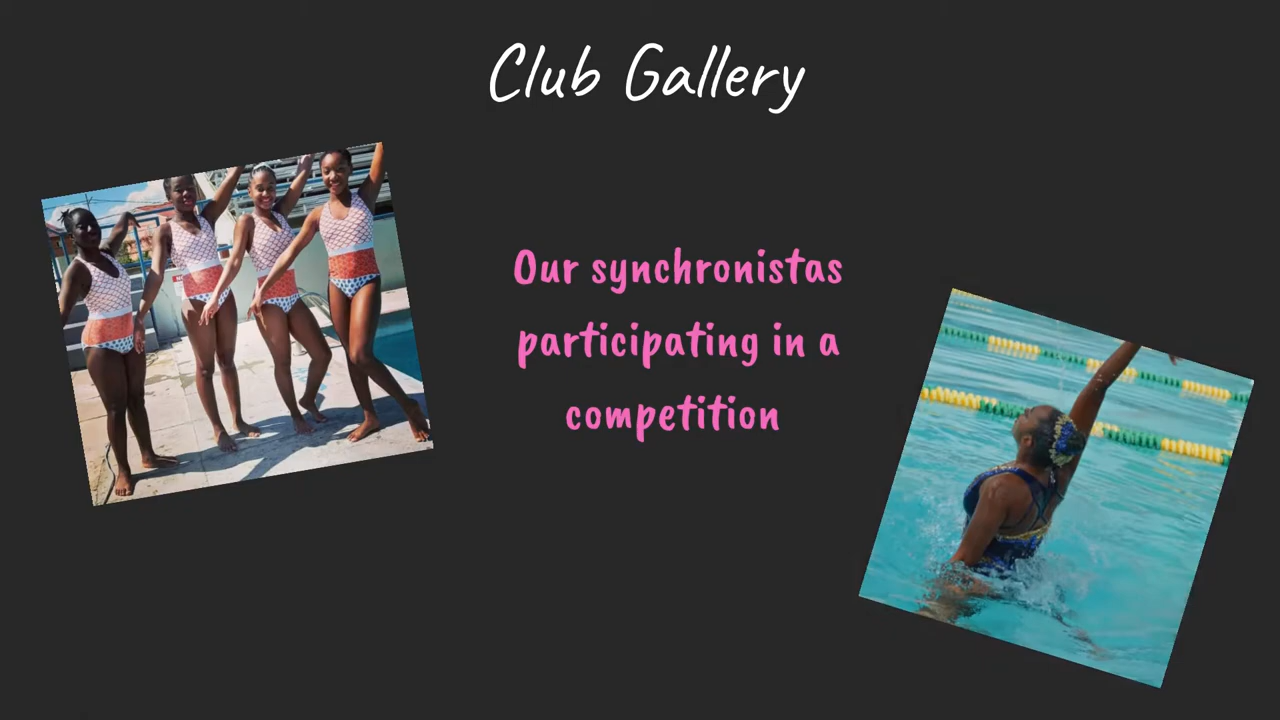 Club Gallery
Our synchronistas
participating in a
competition